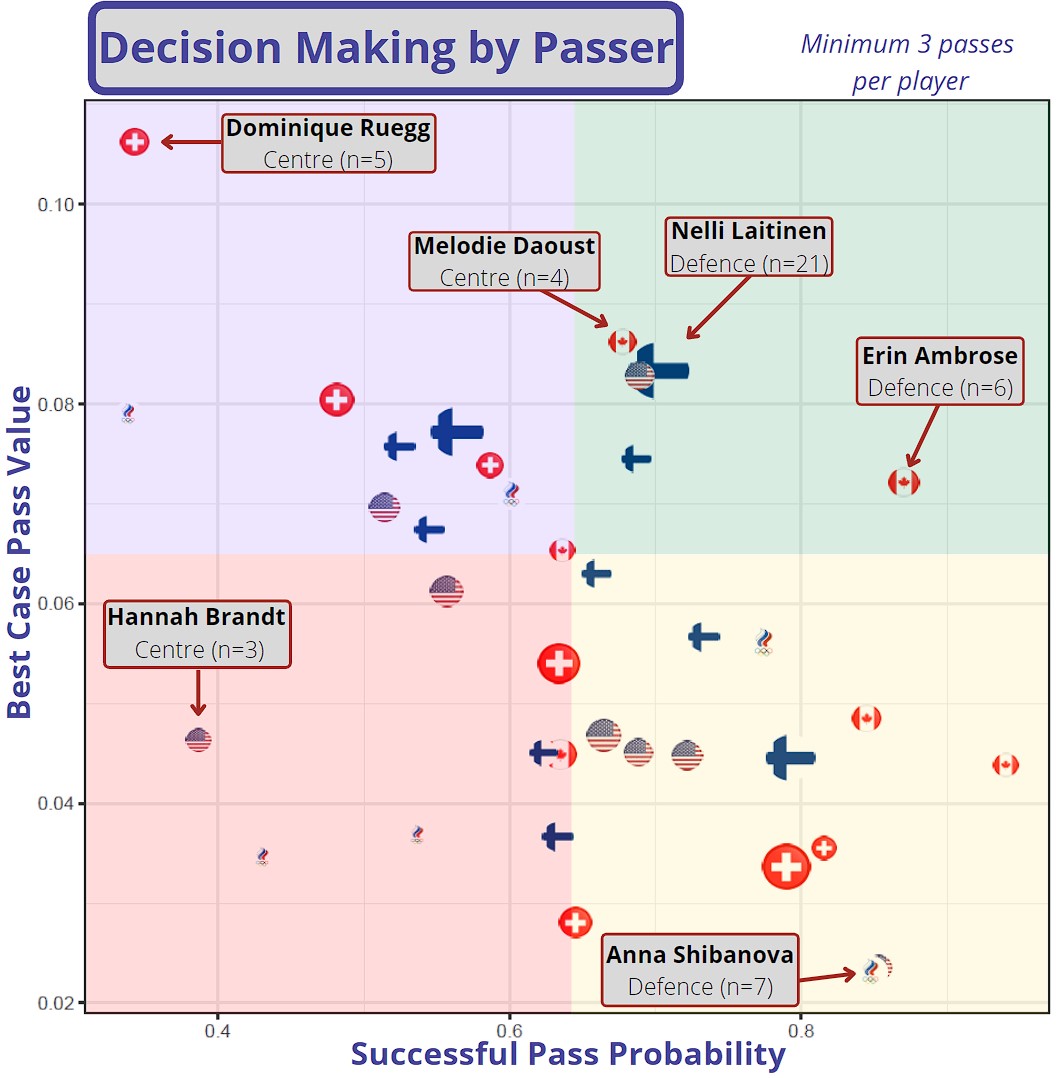 Decision Making by Passer
Minimum 3 passes
per player
Dominique Ruegg
Centre (n=5)
Melodie Daoust
Centre (n=4)
Nelli Laitinen
Defence (n=21)
Erin Ambrose
Defence (n=6)
Hannah Brandt
Centre (n=3)
Anna Shibanova
Defence (n=7)
Best Case Pass Value
0.10
0.08
0.06
0.04
0.02
0.4
0.6
0.8
Successful Pass Probability